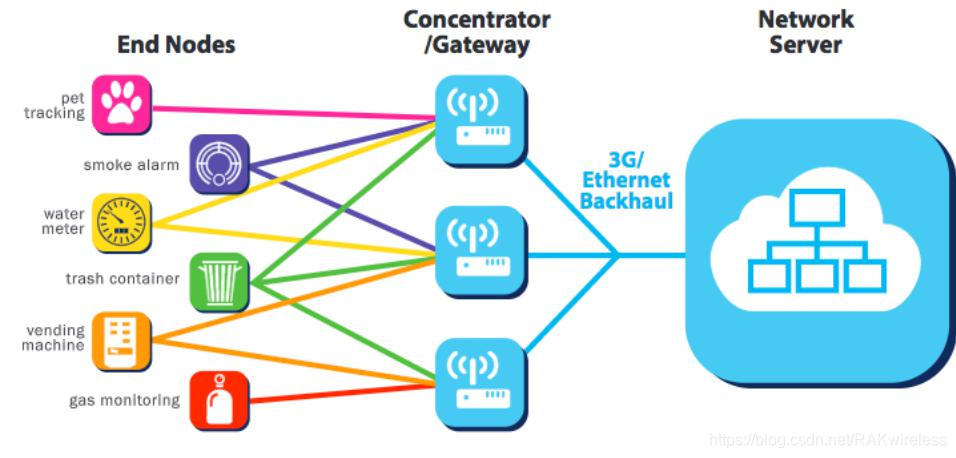 End Nodes
Concentrator
/Gateway
Network
Server
pet
tracking
smoke alarm
water
meter
trash container
vending
machine
gas monitoring
3G/
Ethernet
Backhaul
https://blog.csdn.net/RAKwireless